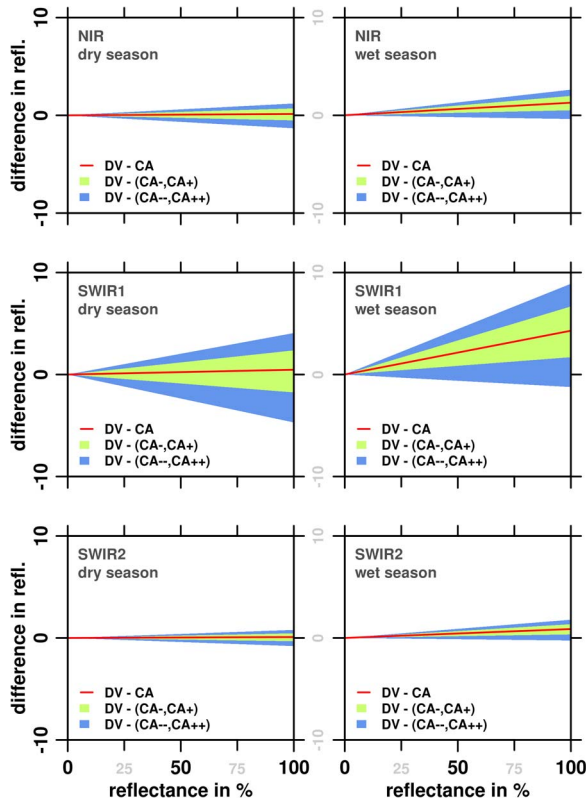 10
NIR
dry season
difference in refl.
0
DV - CA
DV - (CA-,CA+)
DV - (CA--,CA++)
-10
10
NIR
wet season
0
DV - CA
DV - (CA-,CA+)
DV - (CA--,CA++)
-10
10
SWIR1
dry season
difference in refl.
0
DV - CA
DV - (CA-,CA+)
DV - (CA--,CA++)
-10
10
SWIR1
wet season
0
DV - CA
DV - (CA-,CA+)
DV - (CA--,CA++)
-10
10
SWIR2
dry season
difference in refl.
0
DV - CA
DV - (CA-,CA+)
DV - (CA--,CA++)
-10
0 25 50 75 100
reflectance in %
10
SWIR2
wet season
0
DV - CA
DV - (CA-,CA+)
DV - (CA--,CA++)
-10
0 25 50 75 100
reflectance in %